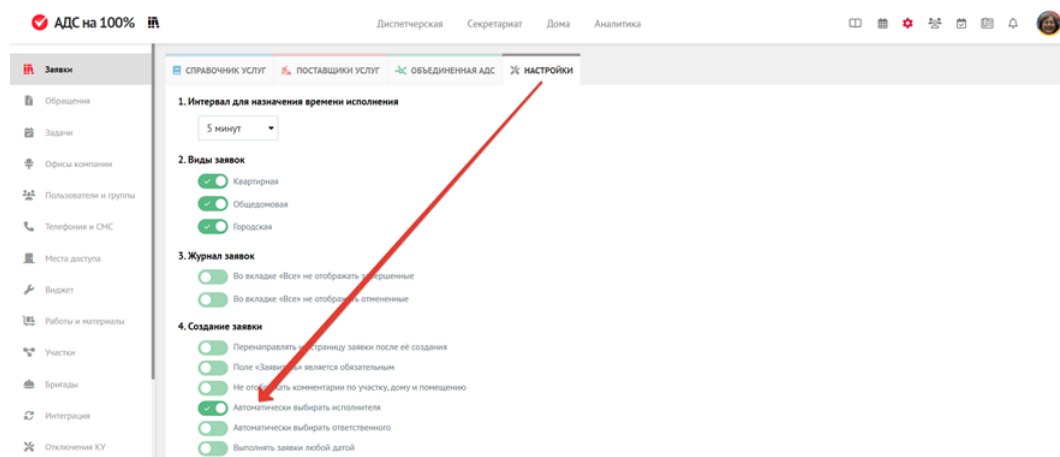 АДС на 100%
Диспетчерская Секретариат Дома Аналитика
Заявки
Обращения
Задачи
Офисы компании
Пользователи и группы
Телефония и СМС
Места доступа
Виджет
Работы и материалы
Участки
Бригады
Интеграция
Отключения КУ
СПРАВОЧНИК УСЛУГ ПОСТАВЩИКИ УСЛУГ ОБЪЕДИНЕННАЯ АДС НАСТРОЙКИ
1. Интервал для назначения времени исполнения
5 минут
2. Виды заявок
Квартирная
Общедомовая
Городская
3. Журнал заявок
Во вкладке «Все» не отображать завершенные
Во вкладке «Все» не отображать отмененные
4. Создание заявки
Перенаправлять на страницу заявки после её создания
Поле «Заявитель» является обязательным
Не отображать комментарии по участку, дому и помещению
Автоматически выбирать исполнителя
Автоматически выбирать ответственного
Выполнять заявки любой датой